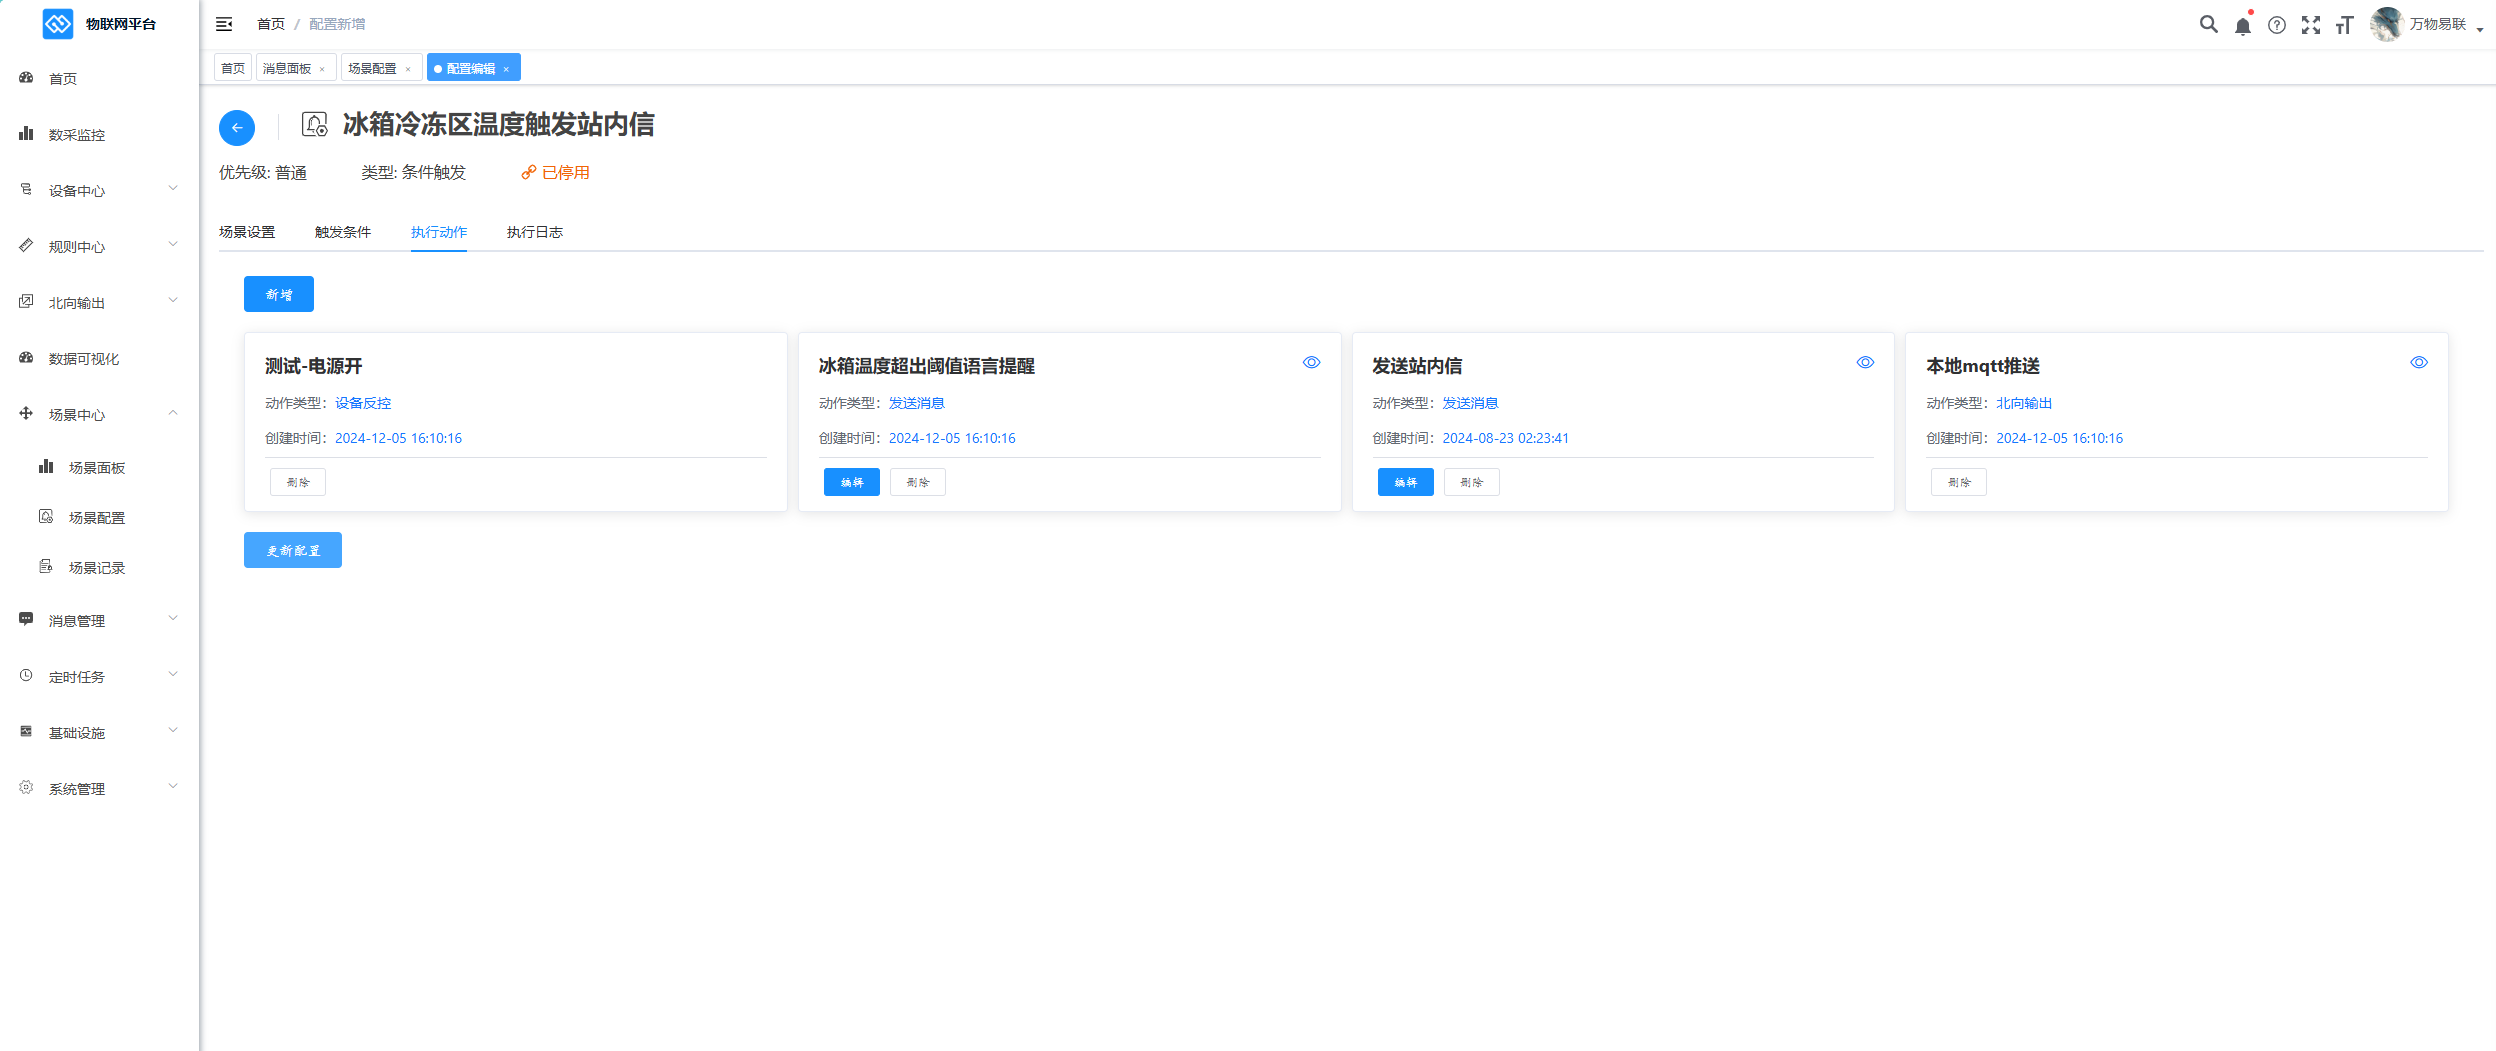 物联网平台
首页 / 配置新增
万物易联
首页
消息面板 ×
场景配置 ×
配置编辑 ×
首页
数采监控
设备中心
规则中心
北向输出
数据可视化
场景中心
场景面板
场景配置
场景记录
消息管理
定时任务
基础设施
系统管理
冰箱冷冻区温度触发站内信
优先级: 普通
类型: 条件触发
已停用
场景设置
触发条件
执行动作
执行日志
新增
测试-电源开
动作类型：设备反控
创建时间：2024-12-05 16:10:16
删除
冰箱温度超出阈值语言提醒
动作类型：发送消息
创建时间：2024-12-05 16:10:16
编辑
删除
发送站内信
动作类型：发送消息
创建时间：2024-08-23 02:23:41
编辑
删除
本地mqtt推送
动作类型：北向输出
创建时间：2024-12-05 16:10:16
删除
更新配置